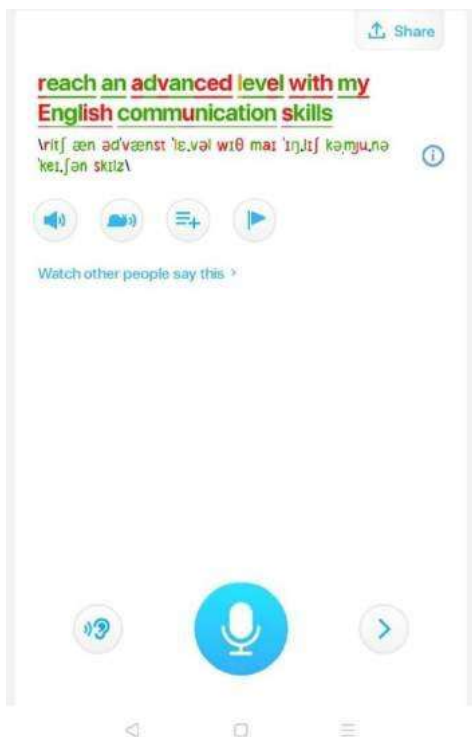 Share
reach an advanced level with my
English communication skills
\ritʃ æn ədˈvænst ˈlɛ.vəl wɪθ maɪ ˈɪŋ.lɪʃ kəˌmju.nə
ˈkeɪ.ʃən skɪlz\
Watch other people say this >